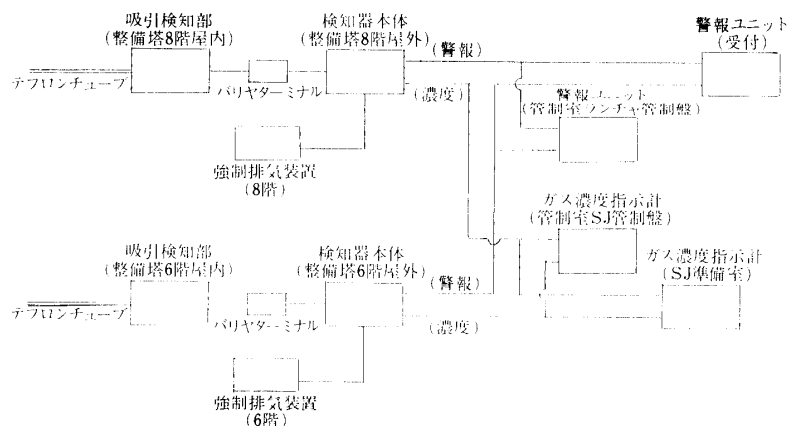 吸引検知部
(整備塔8階屋内)
検知器本体
(整備塔8階屋外)
(警報)
警報ユニット
(受付)
テフロンチューブ
バリヤターミナル
(濃度)
警報ユニット
(管制室ランチャ管制盤)
強制排気装置
(8階)
ガス濃度指示計
(管制室SJ管制盤)
吸引検知部
(整備塔6階屋内)
検知器本体
(整備塔6階屋外)
(警報)
ガス濃度指示計
(SJ準備室)
テフロンチューブ
バリヤターミナル
(濃度)
強制排気装置
(6階)